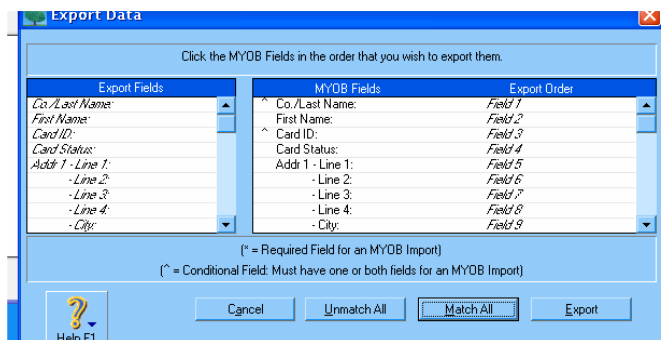 Export Data
Click the MYOB Fields in the order that you wish to export them.
Export Fields
Co./Last Name:
First Name:
Card ID:
Card Status:
Addr 1 - Line 1:
- Line 2:
- Line 3:
- Line 4:
- City:
MYOB Fields Export Order
^ Co./Last Name: Field 1
First Name: Field 2
^ Card ID: Field 3
Card Status: Field 4
Addr 1 - Line 1: Field 5
- Line 2: Field 6
- Line 3: Field 7
- Line 4: Field 8
- City: Field 9
(* = Required Field for an MYOB Import)
(^ = Conditional Field: Must have one or both fields for an MYOB Import)
Cancel Unmatch All Match All Export
Help F1